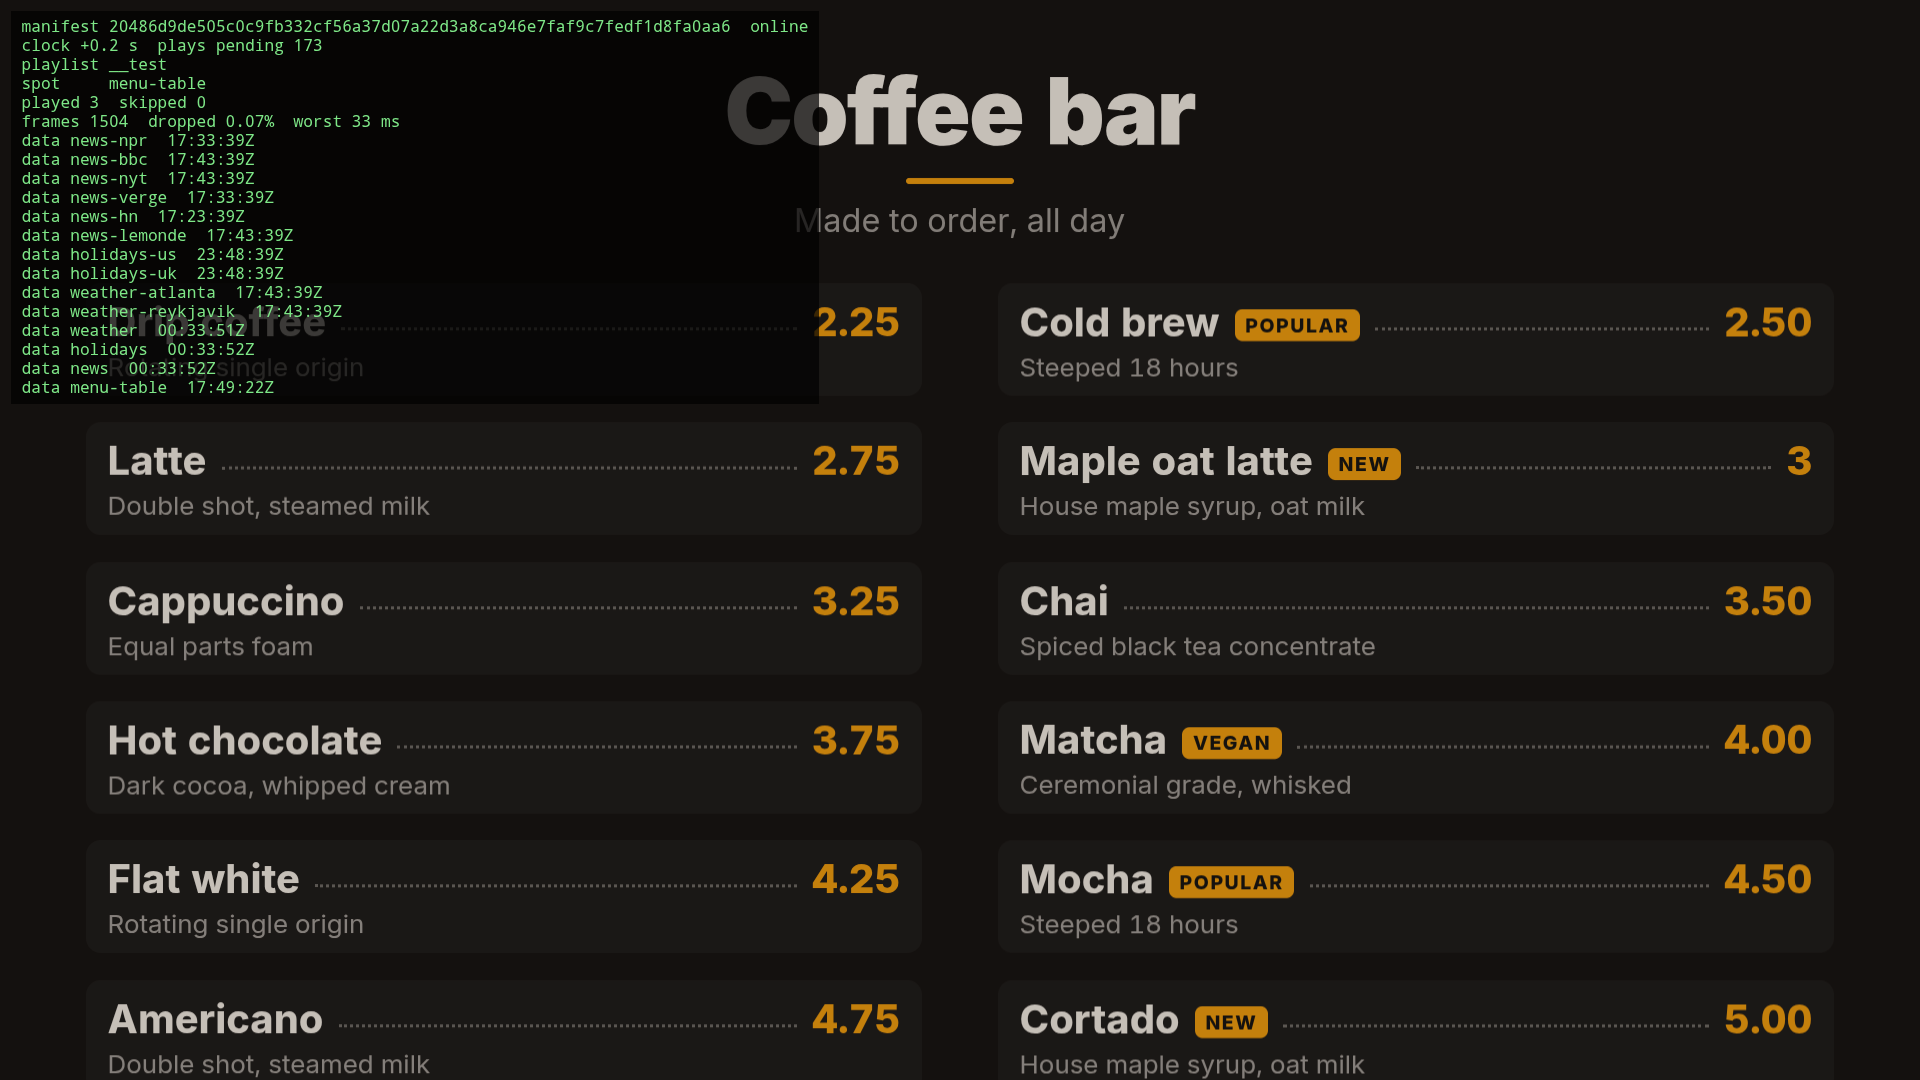 manifest 20486d9de505c0c9fb332cf56a37d07a22d3a8ca946e7faf9c7fedf1d8fa0aa6 online
clock +0.2 s plays pending 173
playlist __test
spot menu-table
played 3 skipped 0
frames 1504 dropped 0.07% worst 33 ms
data news-npr 17:33:39Z
data news-bbc 17:43:39Z
data news-nyt 17:43:39Z
data news-verge 17:33:39Z
data news-hn 17:23:39Z
data news-lemonde 17:43:39Z
data holidays-us 23:48:39Z
data holidays-uk 23:48:39Z
data weather-atlanta 17:43:39Z
data weather-reykjavik 17:43:39Z
data weather 00:33:51Z
data holidays 00:33:52Z
data news 00:33:52Z
data menu-table 17:49:22Z
Coffee bar
Made to order, all day
Drip coffee 2.25
Rotating single origin
Cold brew POPULAR 2.50
Steeped 18 hours
Latte 2.75
Double shot, steamed milk
Maple oat latte NEW 3
House maple syrup, oat milk
Cappuccino 3.25
Equal parts foam
Chai 3.50
Spiced black tea concentrate
Hot chocolate 3.75
Dark cocoa, whipped cream
Matcha VEGAN 4.00
Ceremonial grade, whisked
Flat white 4.25
Rotating single origin
Mocha POPULAR 4.50
Steeped 18 hours
Americano 4.75
Double shot, steamed milk
Cortado NEW 5.00
House maple syrup, oat milk